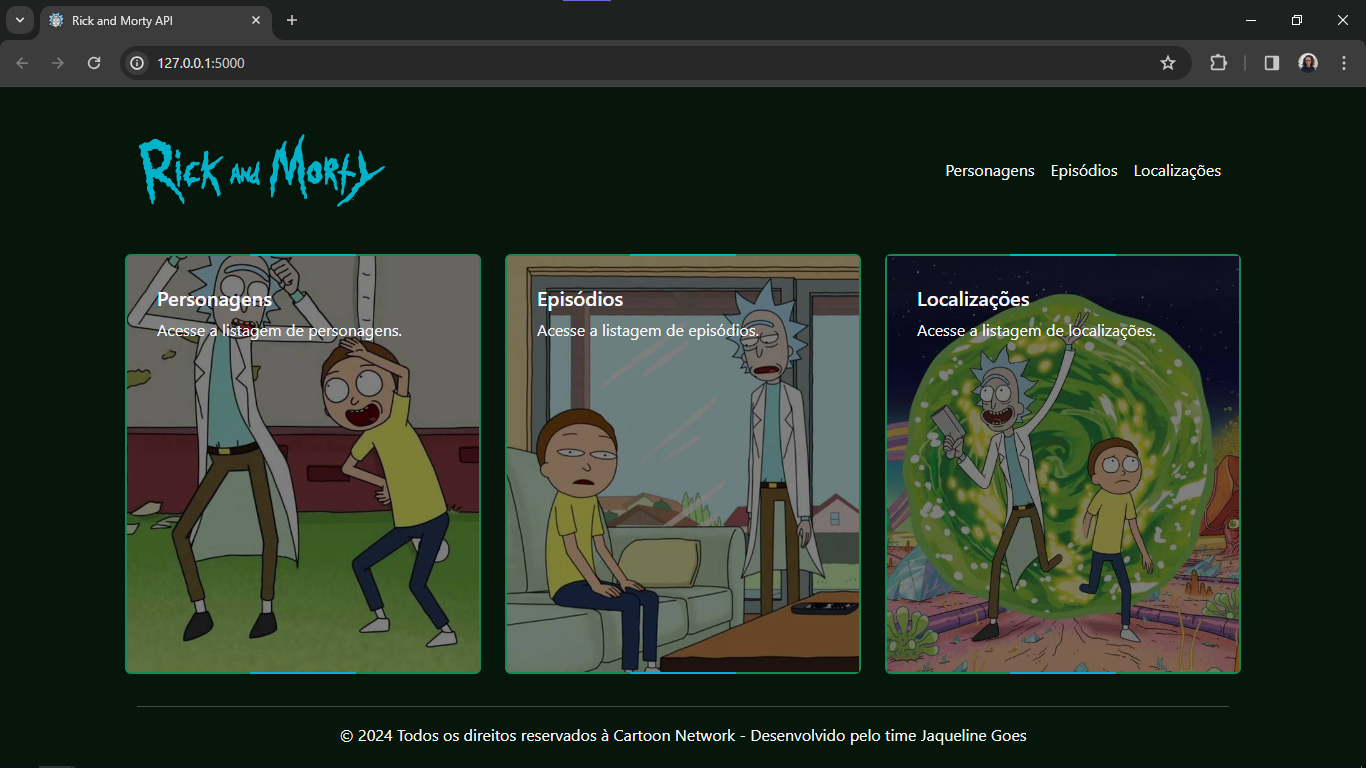 Rick and Morty API
127.0.0.1:5000
Rick and Morty
Personagens Episódios Localizações
Personagens
Acesse a listagem de personagens.
Episódios
Acesse a listagem de episódios.
Localizações
Acesse a listagem de localizações.
© 2024 Todos os direitos reservados à Cartoon Network - Desenvolvido pelo time Jaqueline Goes